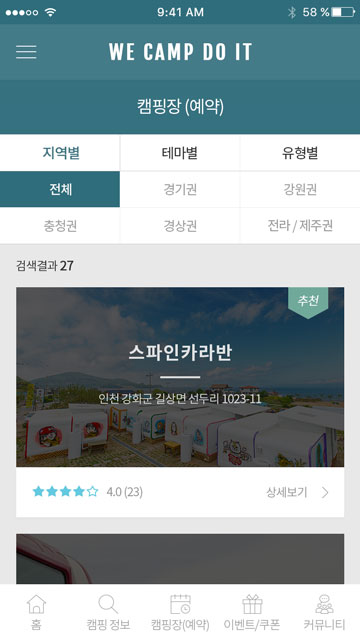 9:41 AM 58 %
WE CAMP DO IT
캠핑장 (예약)
지역별 테마별 유형별
전체 경기권 강원권
충청권 경상권 전라 / 제주권
검색결과 27
추천
스파인카라반
인천 강화군 길상면 선두리 1023-11
4.0 (23) 상세보기
홈 캠핑 정보 캠핑장(예약) 이벤트/쿠폰 커뮤니티